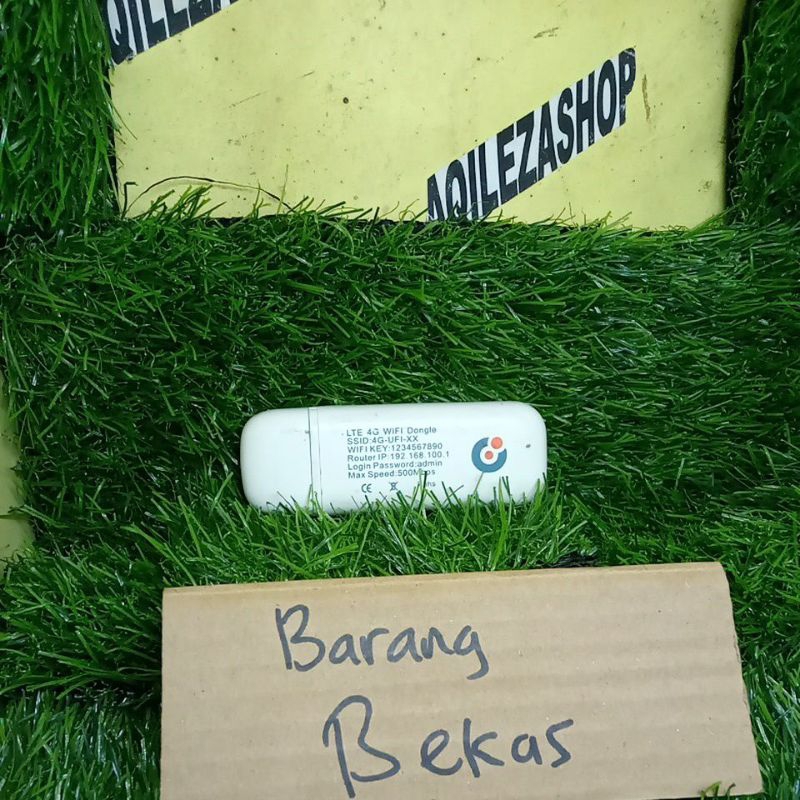 AQILEZASHOP
LTE 4G WIFI Dongle
SSID:4G-UFI-XX
WIFI KEY:1234567890
Router IP:192.168.100.1
Login Password:admin
Max Speed:500Mbps
CE
Barang
Bekas